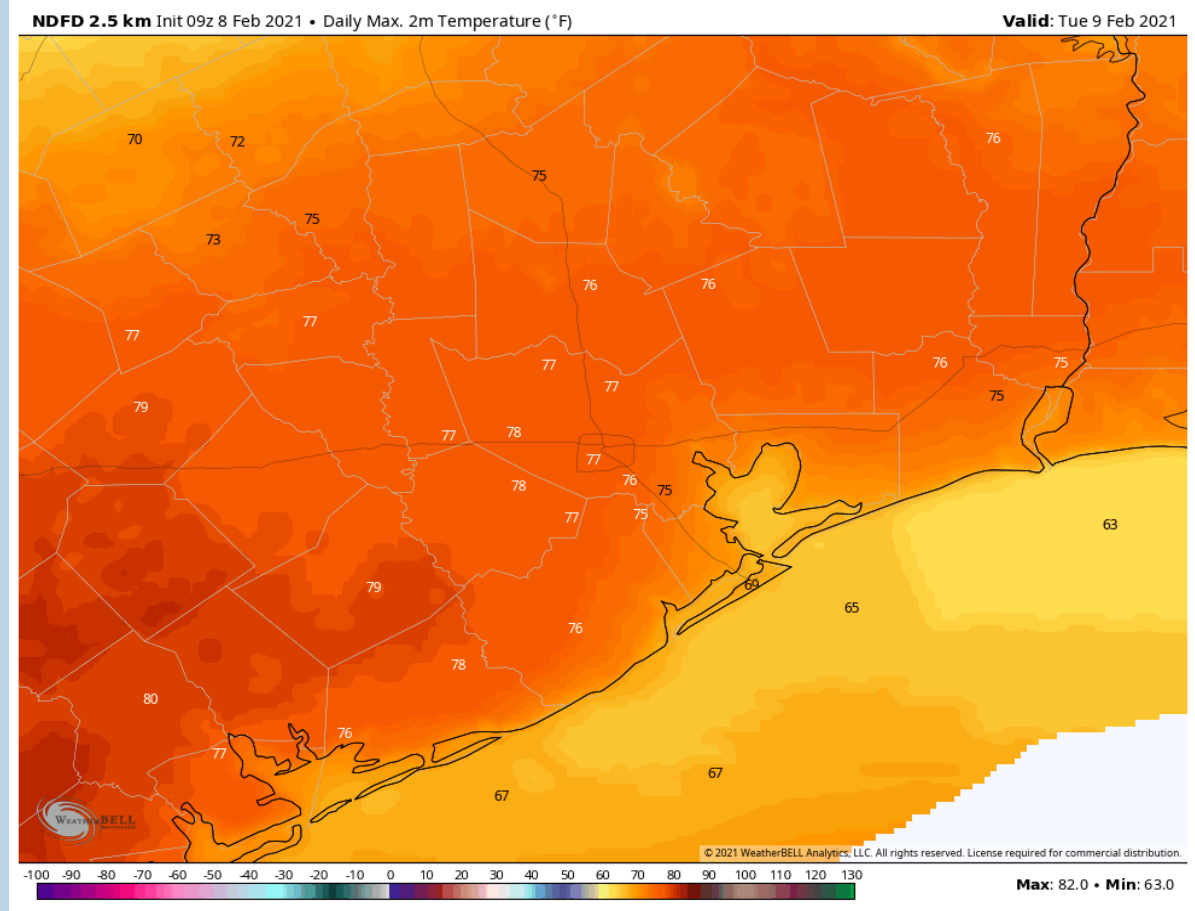 NDFD 2.5 km Init 09z 8 Feb 2021 • Daily Max. 2m Temperature (˚F) Valid: Tue 9 Feb 2021
70 72 76
75
75
73
76 76
77 77
77 76 75
77
79 75
77 78
77
78 76 75
77 75
63
79 69
65
76
78
80
76
77
67
67
WEATHERBELL
© 2021 WeatherBELL Analytics, LLC. All rights reserved. License required for commercial distribution.
-100 -90 -80 -70 -60 -50 -40 -30 -20 -10 0 10 20 30 40 50 60 70 80 90 100 110 120 130
Max: 82.0 • Min: 63.0